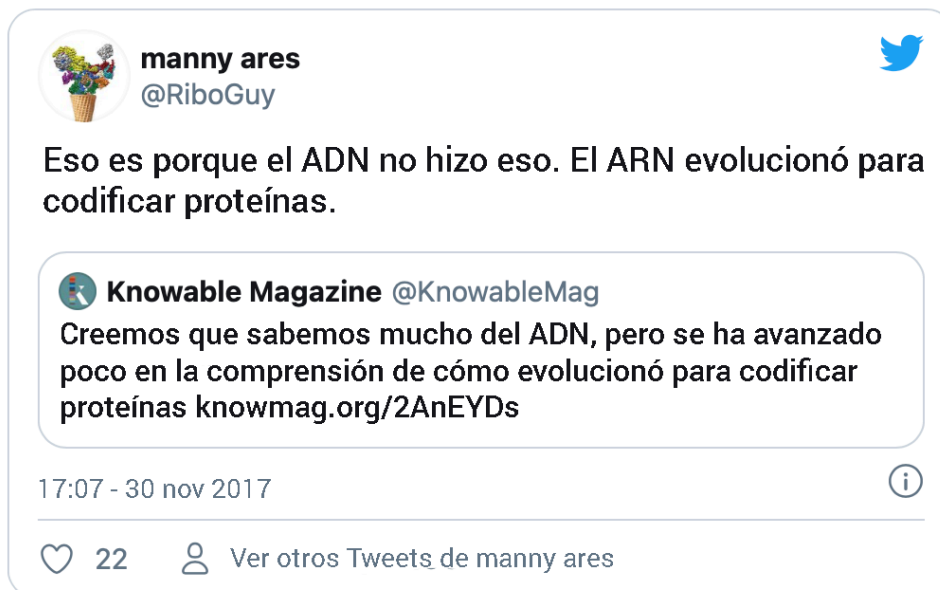 manny ares
@RiboGuy
Eso es porque el ADN no hizo eso. El ARN evolucionó para
codificar proteínas.
Knowable Magazine @KnowableMag
Creemos que sabemos mucho del ADN, pero se ha avanzado
poco en la comprensión de cómo evolucionó para codificar
proteínas knowmag.org/2AnEYDs
17:07 - 30 nov 2017
22 Ver otros Tweets de manny ares